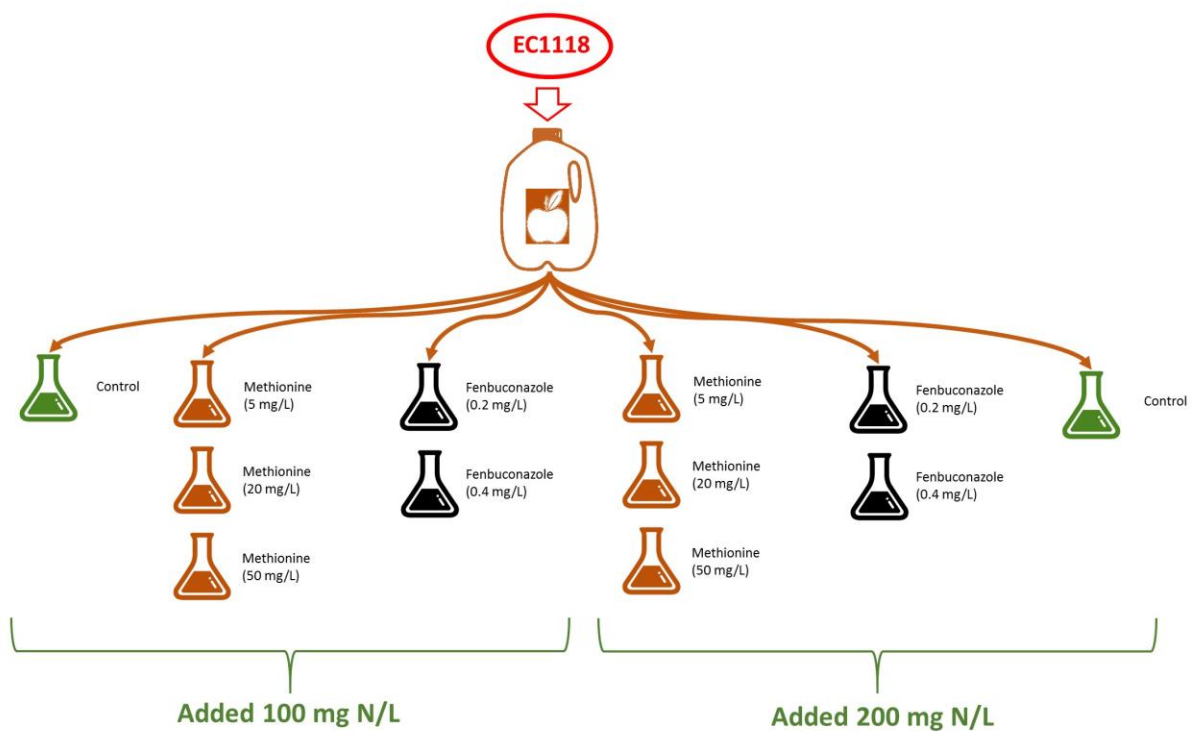 EC1118
Control
Methionine
(5 mg/L)
Fenbuconazole
(0.2 mg/L)
Methionine
(5 mg/L)
Fenbuconazole
(0.2 mg/L)
Control
Methionine
(20 mg/L)
Fenbuconazole
(0.4 mg/L)
Methionine
(20 mg/L)
Fenbuconazole
(0.4 mg/L)
Methionine
(50 mg/L)
Methionine
(50 mg/L)
Added 100 mg N/L
Added 200 mg N/L